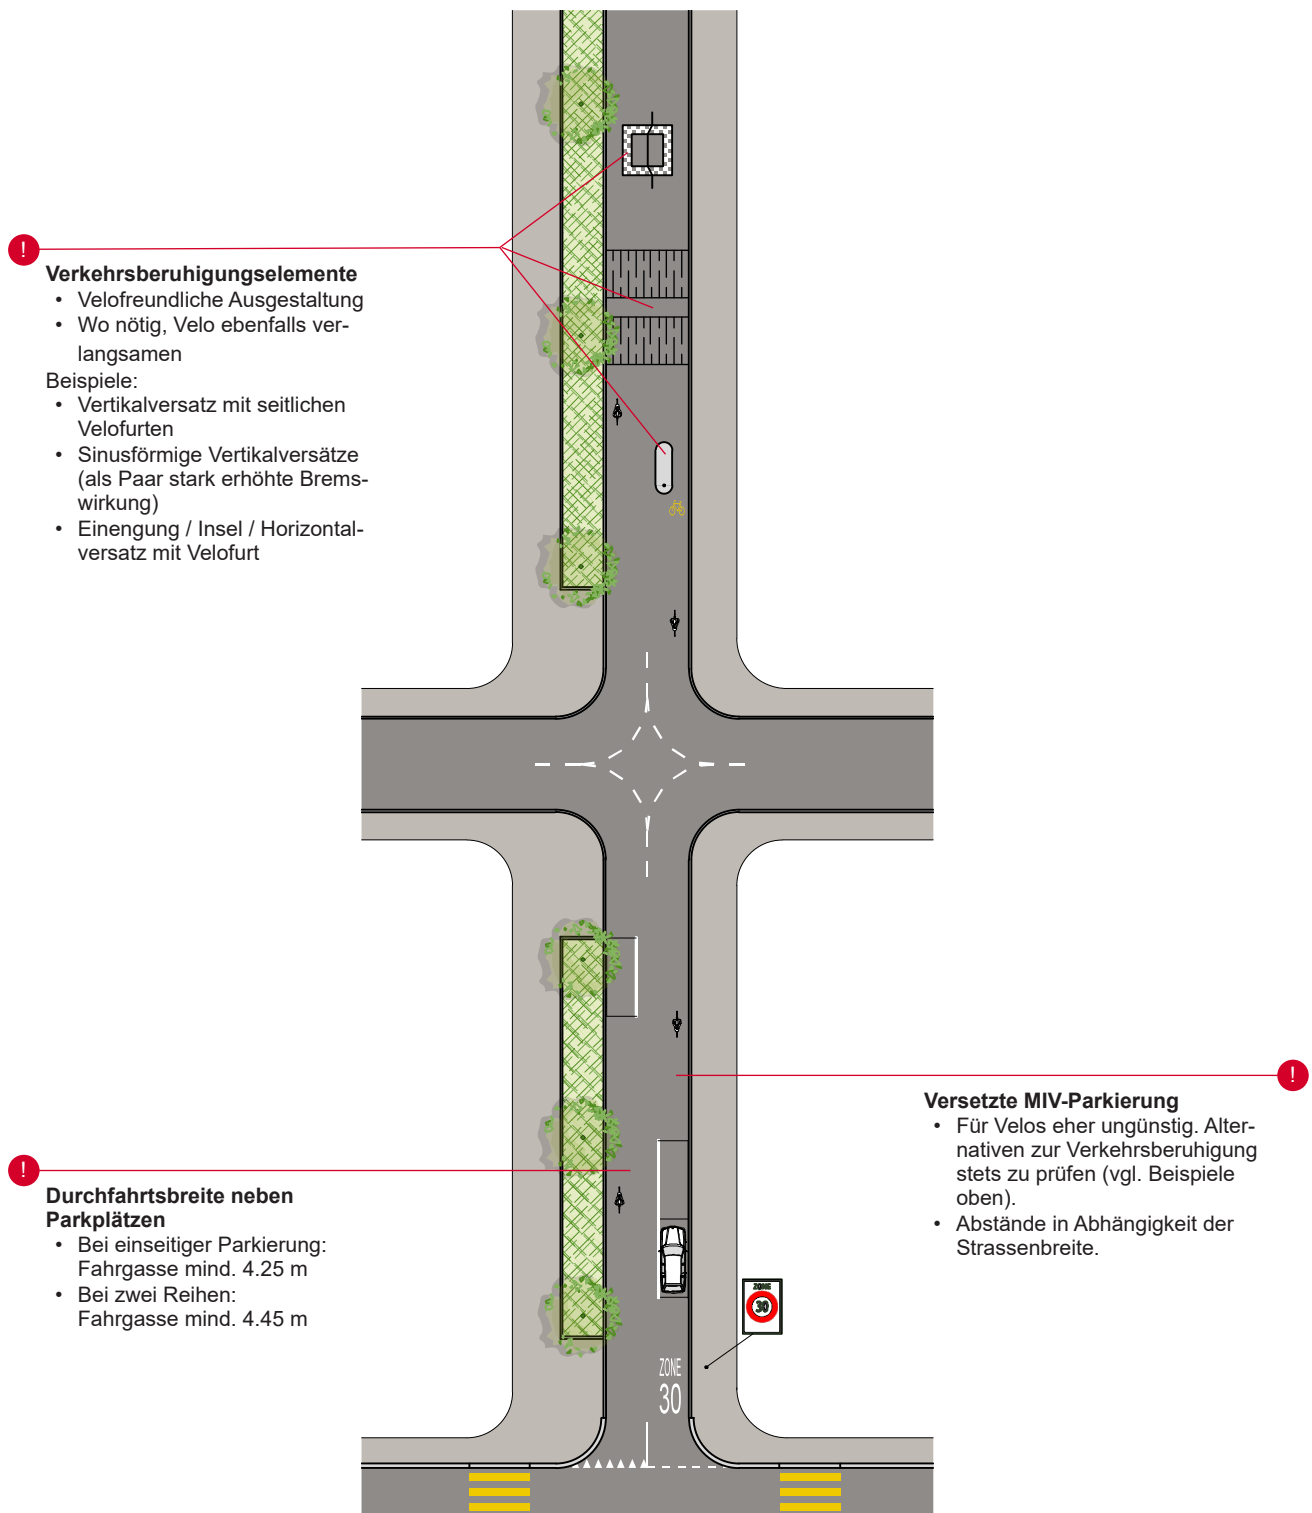 !
Verkehrsberuhigungselemente
• Velofreundliche Ausgestaltung
• Wo nötig, Velo ebenfalls ver-
langsamen
Beispiele:
• Vertikalversatz mit seitlichen
Velofurten
• Sinusförmige Vertikalversätze
(als Paar stark erhöhte Brems-
wirkung)
• Einengung / Insel / Horizontal-
versatz mit Velofurt
!
Versetzte MIV-Parkierung
• Für Velos eher ungünstig. Alter-
nativen zur Verkehrsberuhigung
stets zu prüfen (vgl. Beispiele
oben).
• Abstände in Abhängigkeit der
Strassenbreite.
!
Durchfahrtsbreite neben
Parkplätzen
• Bei einseitiger Parkierung:
Fahrgasse mind. 4.25 m
• Bei zwei Reihen:
Fahrgasse mind. 4.45 m
ZONE
30
ZONE
30